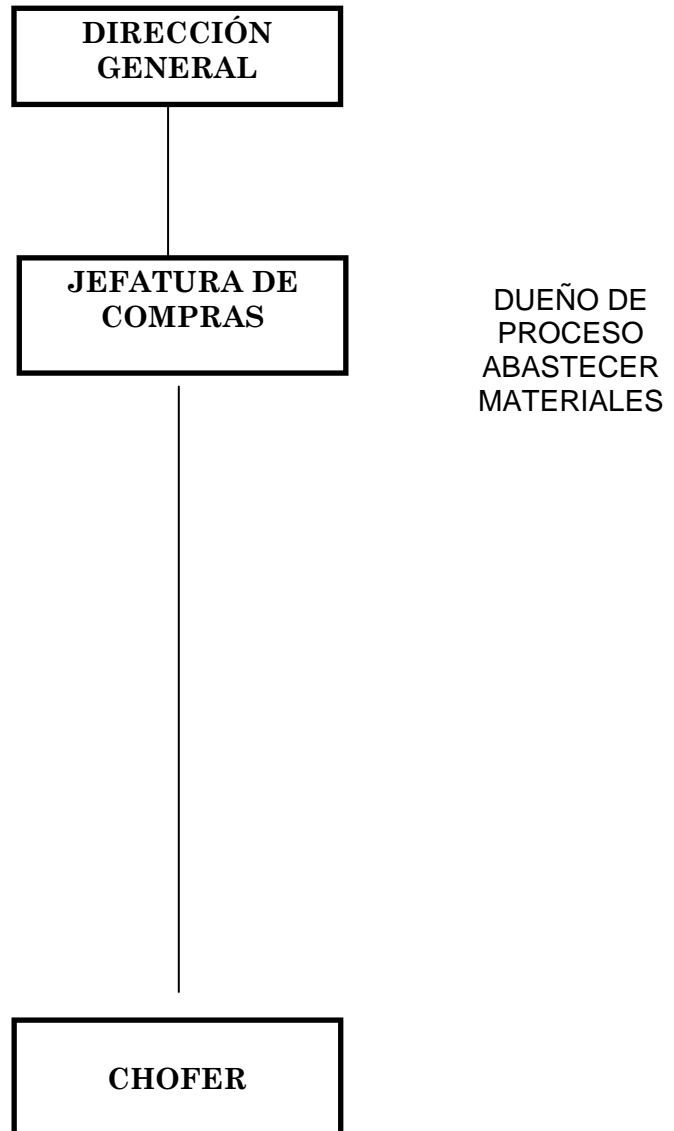 DIRECCIÓN
GENERAL
JEFATURA DE
COMPRAS
DUEÑO DE
PROCESO
ABASTECER
MATERIALES
CHOFER